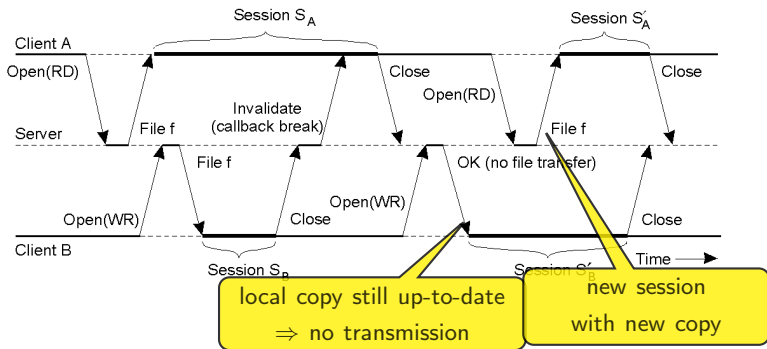 Session S_A
Session S'_A
Client A
Open(RD)
Close
Open(RD)
Close
Invalidate
(callback break)
Server
File f
File f
File f
OK (no file transfer)
Open(WR)
Close
Open(WR)
Close
Client B
Time
Session S_B
Session S'_B
local copy still up-to-date
⇒ no transmission
new session
with new copy